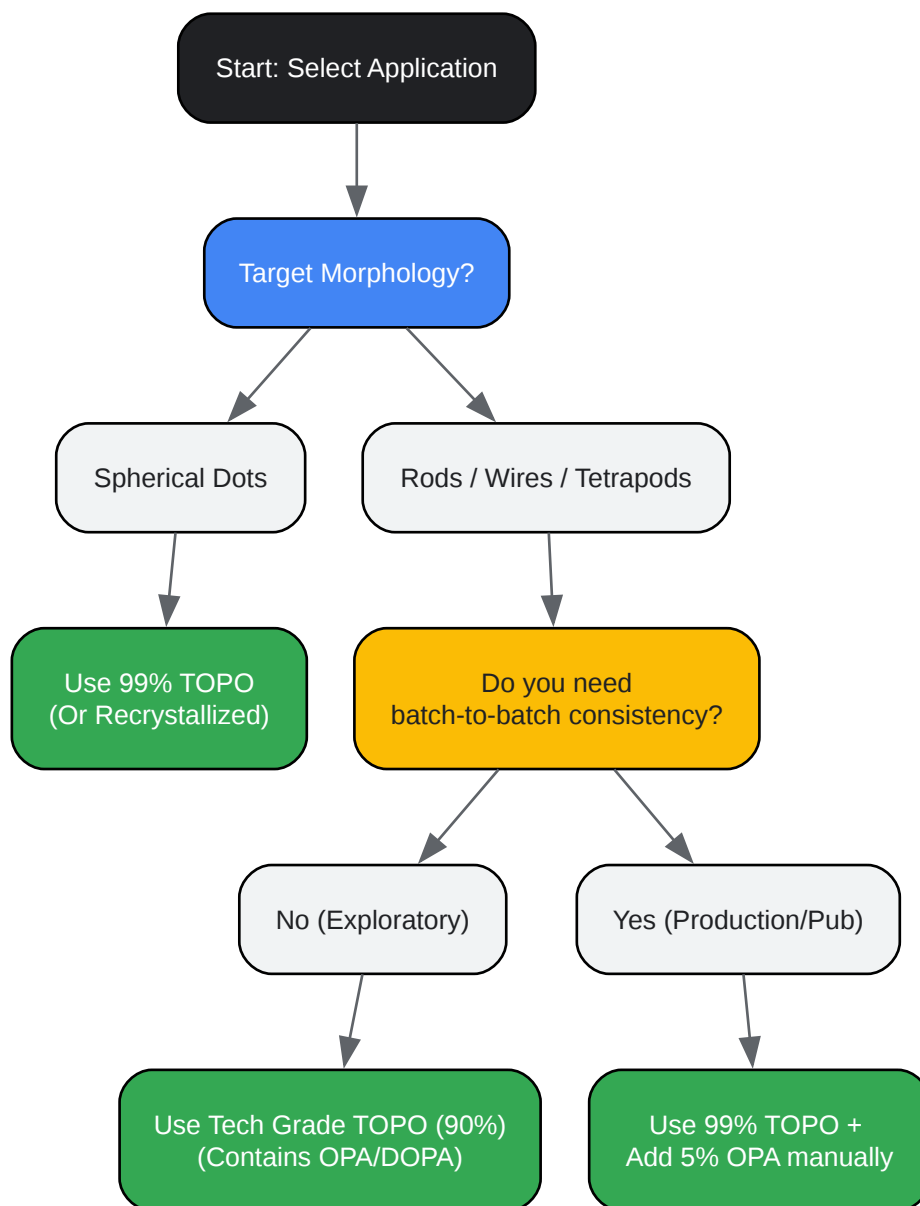 Start: Select Application
Target Morphology?
Spherical Dots
Rods / Wires / Tetrapods
Use 99% TOPO
(Or Recrystallized)
Do you need
batch-to-batch consistency?
No (Exploratory)
Yes (Production/Pub)
Use Tech Grade TOPO (90%)
(Contains OPA/DOPA)
Use 99% TOPO +
Add 5% OPA manually